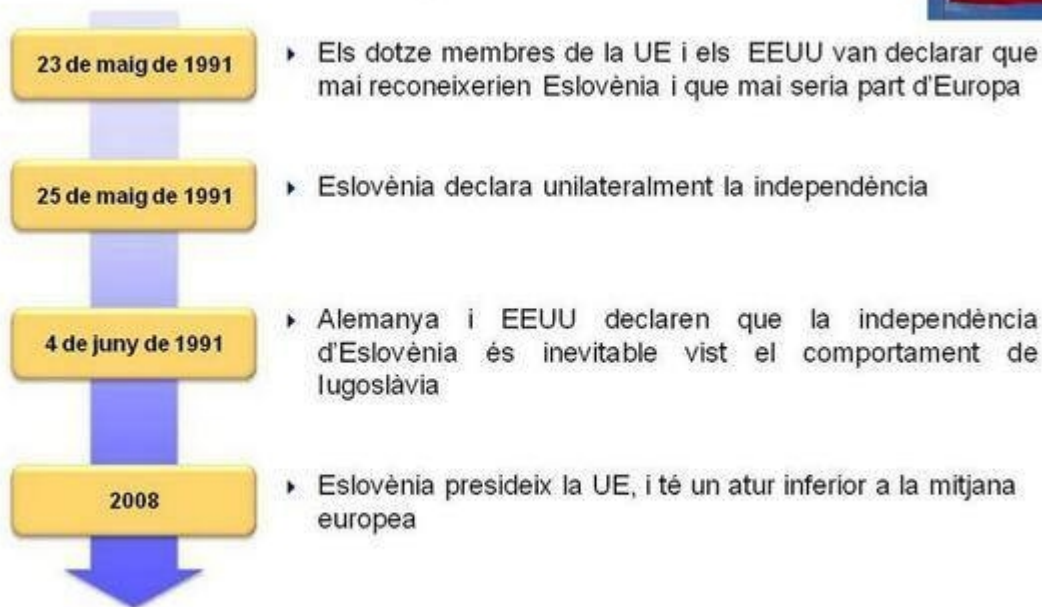 23 de maig de 1991
Els dotze membres de la UE i els EEUU van declarar que
mai reconeixerien Eslovènia i que mai seria part d'Europa
25 de maig de 1991
Eslovènia declara unilateralment la independència
4 de juny de 1991
Alemanya i EEUU declaren que la independència
d'Eslovènia és inevitable vist el comportament de
Iugoslàvia
2008
Eslovènia presideix la UE, i té un atur inferior a la mitjana
europea